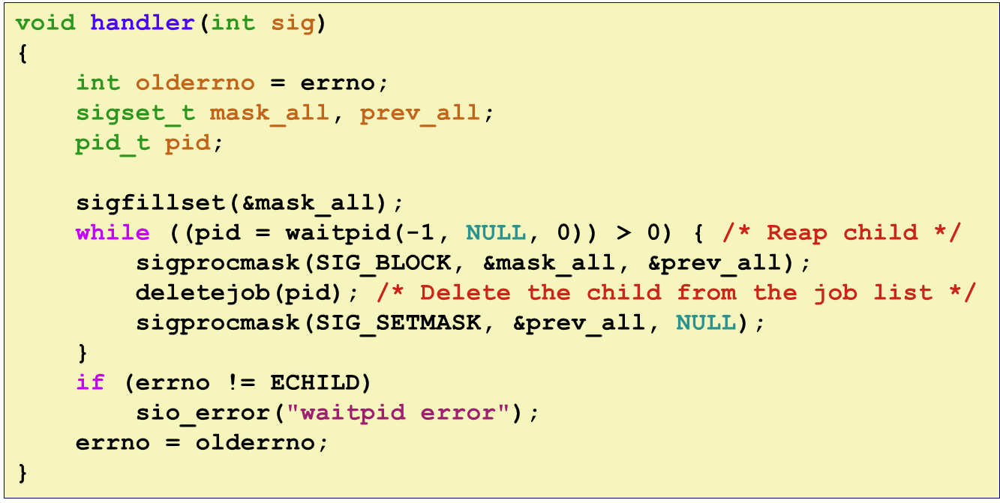 void handler(int sig)
{
    int olderrno = errno;
    sigset_t mask_all, prev_all;
    pid_t pid;

    sigfillset(&mask_all);
    while ((pid = waitpid(-1, NULL, 0)) > 0) { /* Reap child */
        sigprocmask(SIG_BLOCK, &mask_all, &prev_all);
        deletejob(pid); /* Delete the child from the job list */
        sigprocmask(SIG_SETMASK, &prev_all, NULL);
    }
    if (errno != ECHILD)
        sio_error("waitpid error");
    errno = olderrno;
}